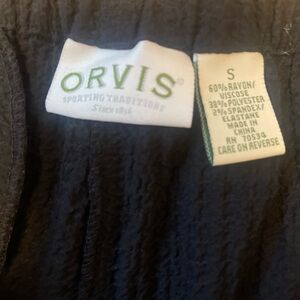 ORVIS®
SPORTING TRADITIONS
SINCE 1856
S
60%RAYON/
VISCOSE
38%POLYESTER
2%SPANDEX/
ELASTANE
MADE IN
CHINA
RN 70534
CARE ON REVERSE